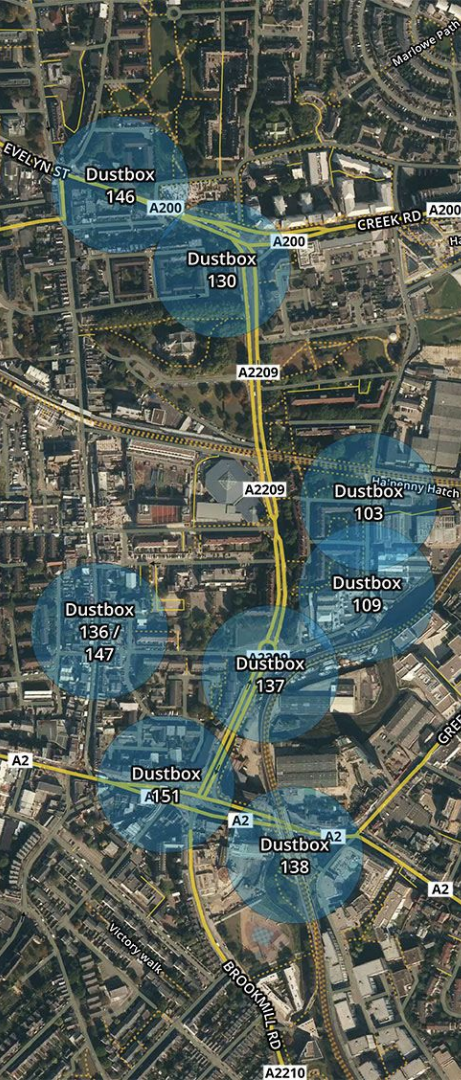 Marlowe Path
EVELYN ST
Dustbox
146
A200
A200
CREEK RD
A200
Dustbox
130
A2209
A2209
Ha'penny Hatch
Dustbox
103
Dustbox
109
Dustbox
136 /
147
Dustbox
137
A2
Dustbox
151
A2
A2
Dustbox
138
A2
Victory walk
BROOKMILL RD
A2210